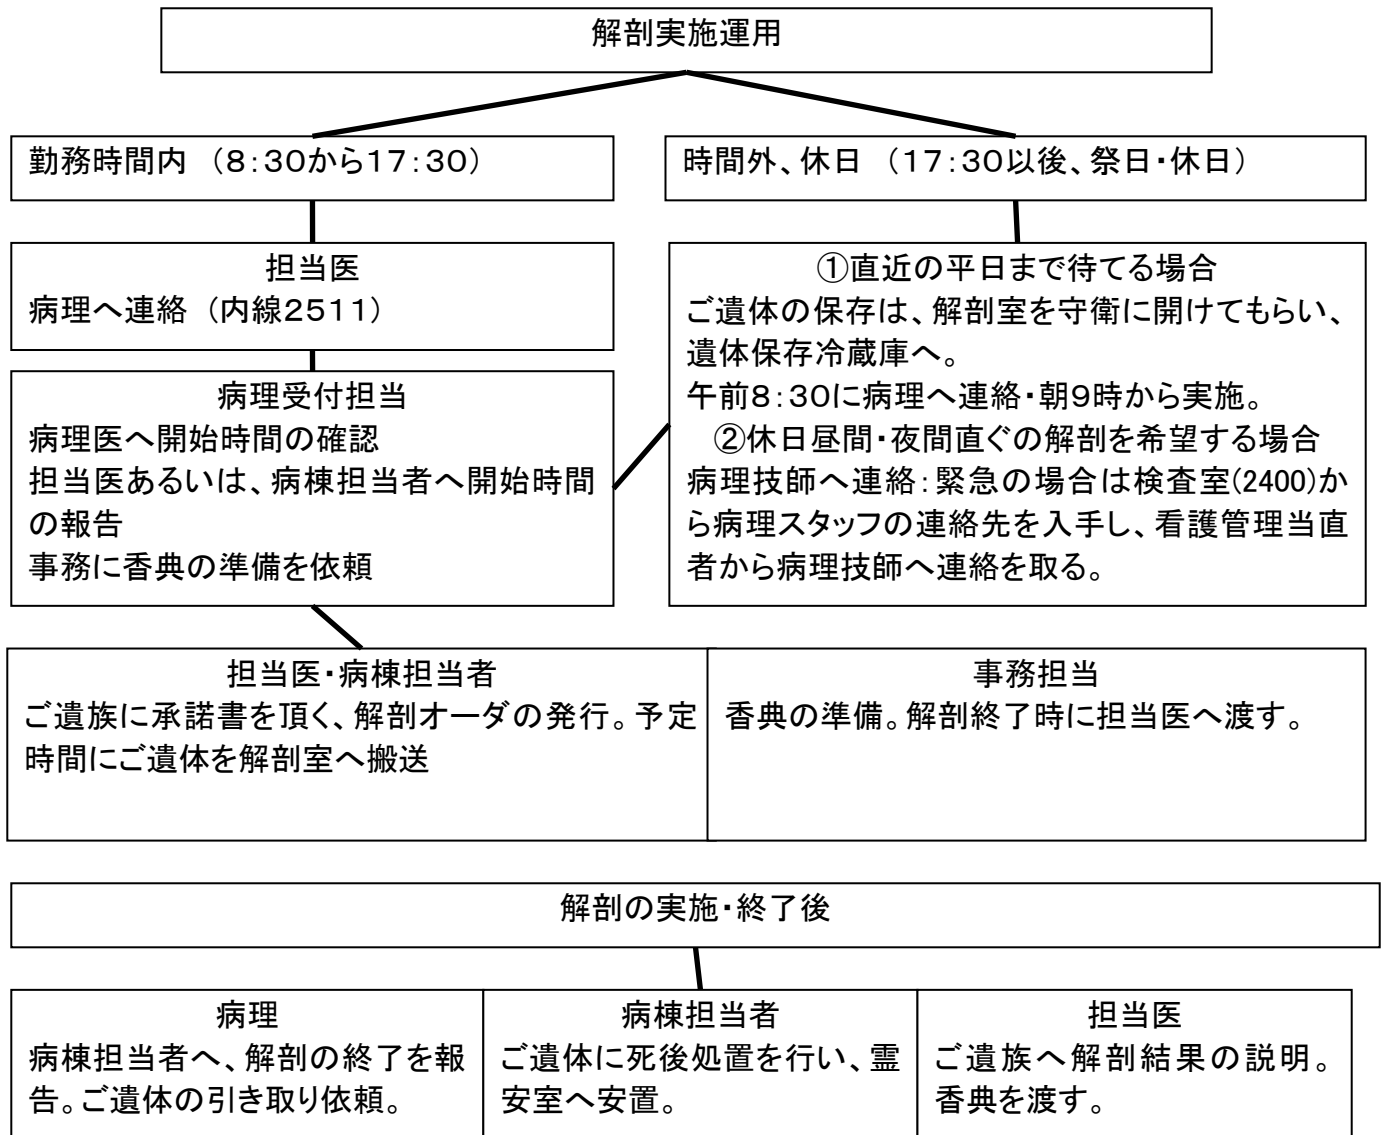 解剖実施運用
勤務時間内 （８：３０から１７：３０）
時間外、休日 （１７：３０以後、祭日・休日）
担当医
病理へ連絡 （内線２５１１）
病理受付担当
病理医へ開始時間の確認
担当医あるいは、病棟担当者へ開始時間
の報告
事務に香典の準備を依頼
①直近の平日まで待てる場合
ご遺体の保存は、解剖室を守衛に開けてもらい、
遺体保存冷蔵庫へ。
午前８：３０に病理へ連絡・朝９時から実施。
②休日昼間・夜間直ぐの解剖を希望する場合
病理技師へ連絡：緊急の場合は検査室(2400)か
ら病理スタッフの連絡先を入手し、看護管理当直
者から病理技師へ連絡を取る。
担当医・病棟担当者
ご遺族に承諾書を頂く、解剖オーダの発行。予定
時間にご遺体を解剖室へ搬送
事務担当
香典の準備。解剖終了時に担当医へ渡す。
解剖の実施・終了後
病理
病棟担当者へ、解剖の終了を報
告。ご遺体の引き取り依頼。
病棟担当者
ご遺体に死後処置を行い、霊
安室へ安置。
担当医
ご遺族へ解剖結果の説明。
香典を渡す。